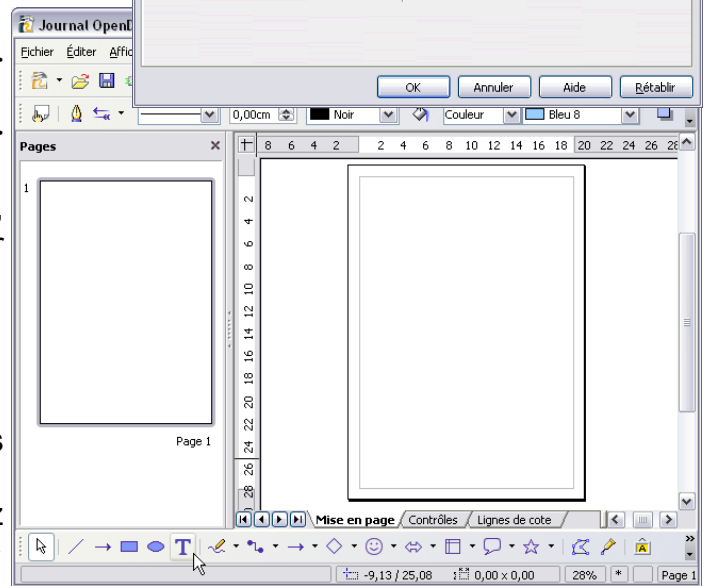 OK Annuler Aide Rétablir
Journal OpenD
Fichier Éditer Affic
0,00cm Noir Couleur Bleu 8
Pages ×
8 6 4 2 2 4 6 8 10 12 14 16 18 20 22 24 26 28
1
2
4
6
8
10
12
14
16
18
20
22
24
26
28
Page 1
Mise en page Contrôles Lignes de cote
T A
-9,13 / 25,08 0,00 x 0,00 28% * Page 1